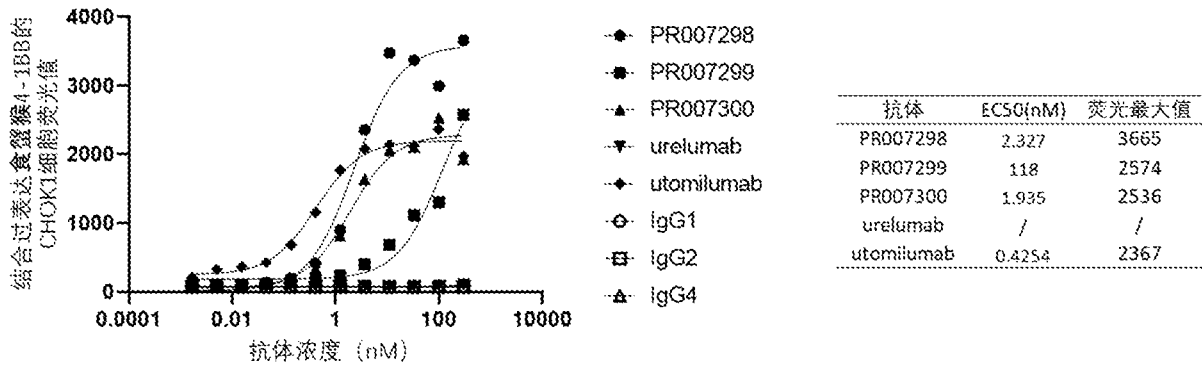 结合过表达食蟹猴4-1BB的
CHOK1细胞荧光值
4000
3000
2000
1000
0
0.0001
0.01
1
100
10000
抗体浓度 (nM)
PR007298
PR007299
PR007300
urelumab
utomilumab
IgG1
IgG2
IgG4
抗体 EC50(nM) 荧光最大值
PR007298 2.327 3665
PR007299 118 2574
PR007300 1.935 2536
urelumab / /
utomilumab 0.4254 2367